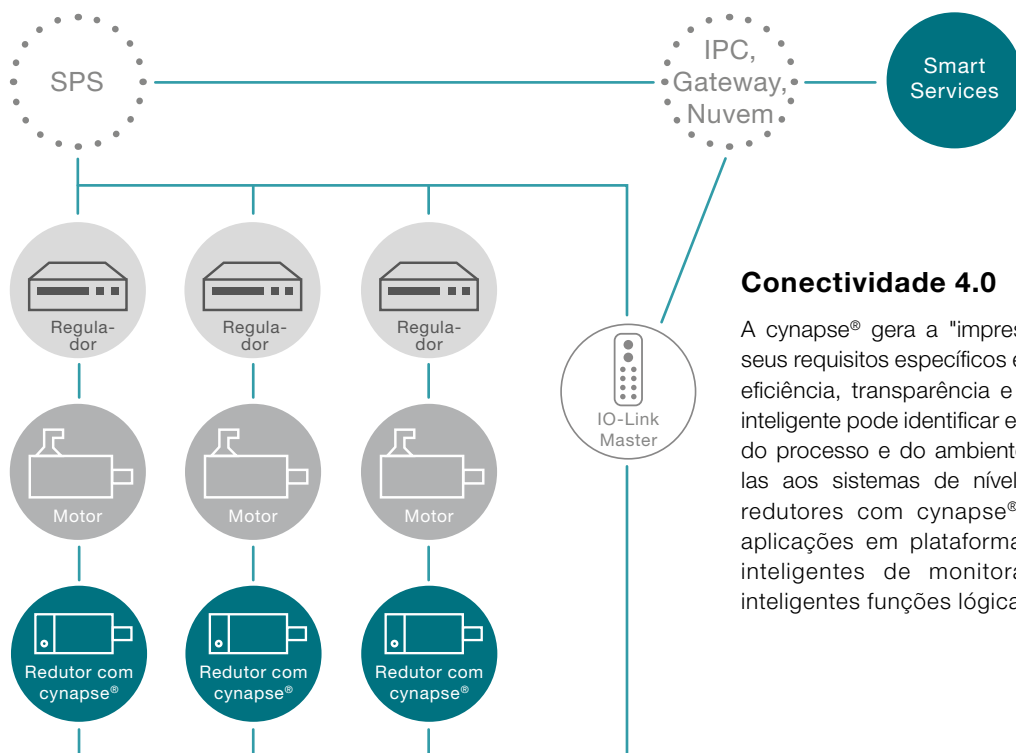 SPS
IPC,
Gateway,
Nuvem
Smart
Services
Regula-
dor
Regula-
dor
Regula-
dor
IO-Link
Master
Motor
Motor
Motor
Redutor com
cynapse®
Redutor com
cynapse®
Redutor com
cynapse®
Conectividade 4.0
A cynapse® gera a "impres
seus requisitos específicos e
eficiência, transparência e
inteligente pode identificar e
do processo e do ambiente
las aos sistemas de nível
redutores com cynapse®
aplicações em plataforma
inteligentes de monitora
inteligentes funções lógica